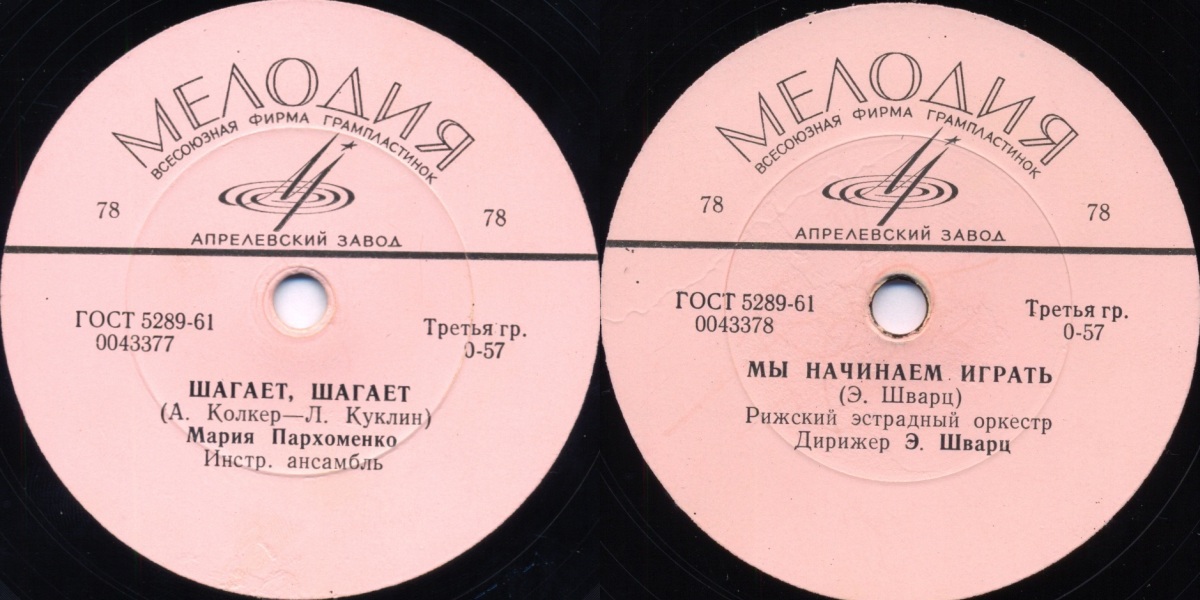 МЕЛОДИЯ
ВСЕСОЮЗНАЯ ФИРМА ГРАМПЛАСТИНОК
78
78
АПРЕЛЕВСКИЙ ЗАВОД
ГОСТ 5289-61
0043377
Третья гр.
0-57
ШАГАЕТ, ШАГАЕТ
(А. Колкер—Л. Куклин)
Мария Пархоменко
Инстр. ансамбль
МЕЛОДИЯ
ВСЕСОЮЗНАЯ ФИРМА ГРАМПЛАСТИНОК
78
78
АПРЕЛЕВСКИЙ ЗАВОД
ГОСТ 5289-61
0043378
Третья гр.
0-57
МЫ НАЧИНАЕМ ИГРАТЬ
(Э. Шварц)
Рижский эстрадный оркестр
Дирижер Э. Шварц